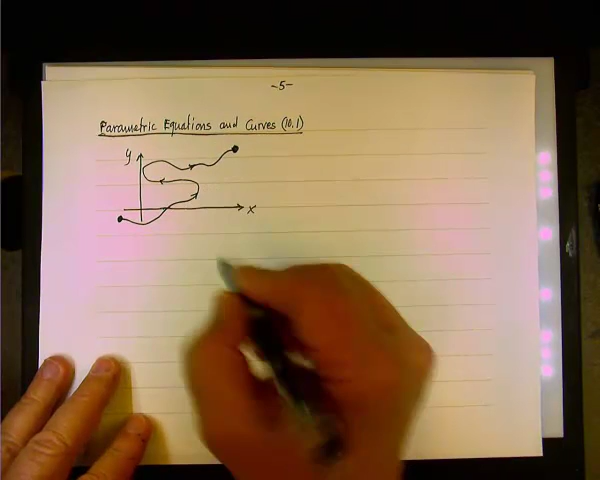 -5-
Parametric Equations and Curves (10.1)
y
x